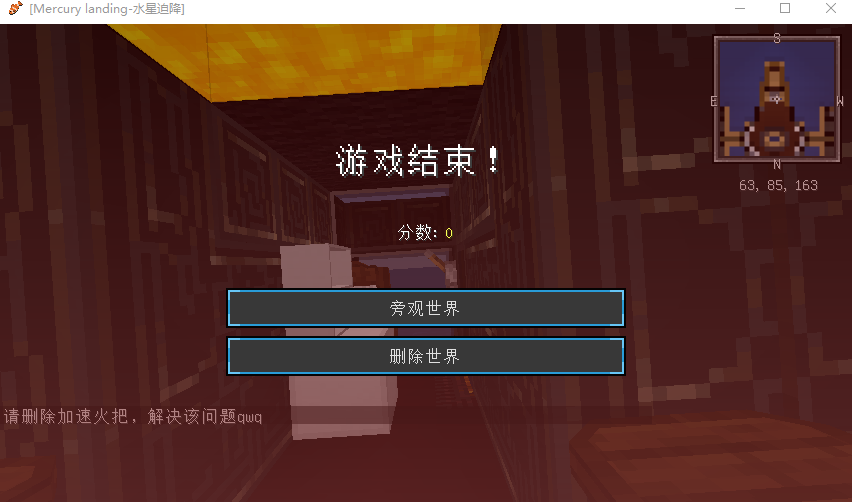 [Mercury landing-水星迫降]
S
E
W
N
63, 85, 163
游戏结束！
分数: 0
旁观世界
删除世界
请删除加速火把，解决该问题qwq